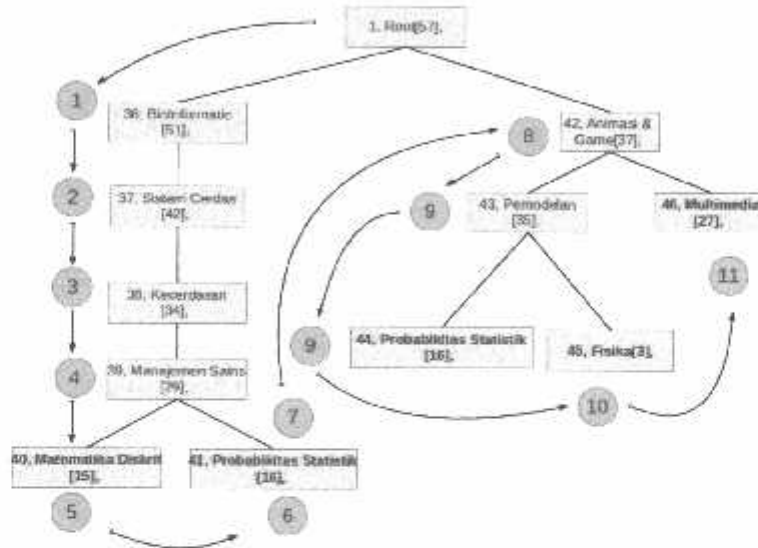 1, Root[57],
1
36, Bioinformatic
[51],
8
42, Animasi &
Game[37],
2
37, Sistem Cerdas
[42],
9
43, Pemodelan
[35],
46, Multimedia
[27],
3
38, Kecerdasan
[34],
11
9
44, Probabilitas Statistik
[16],
45, Fisika[3],
4
39, Manajemen Sains
[29],
7
10
40, Matematika Diskrit
[15],
41, Probabilitas Statistik
[16],
5
6